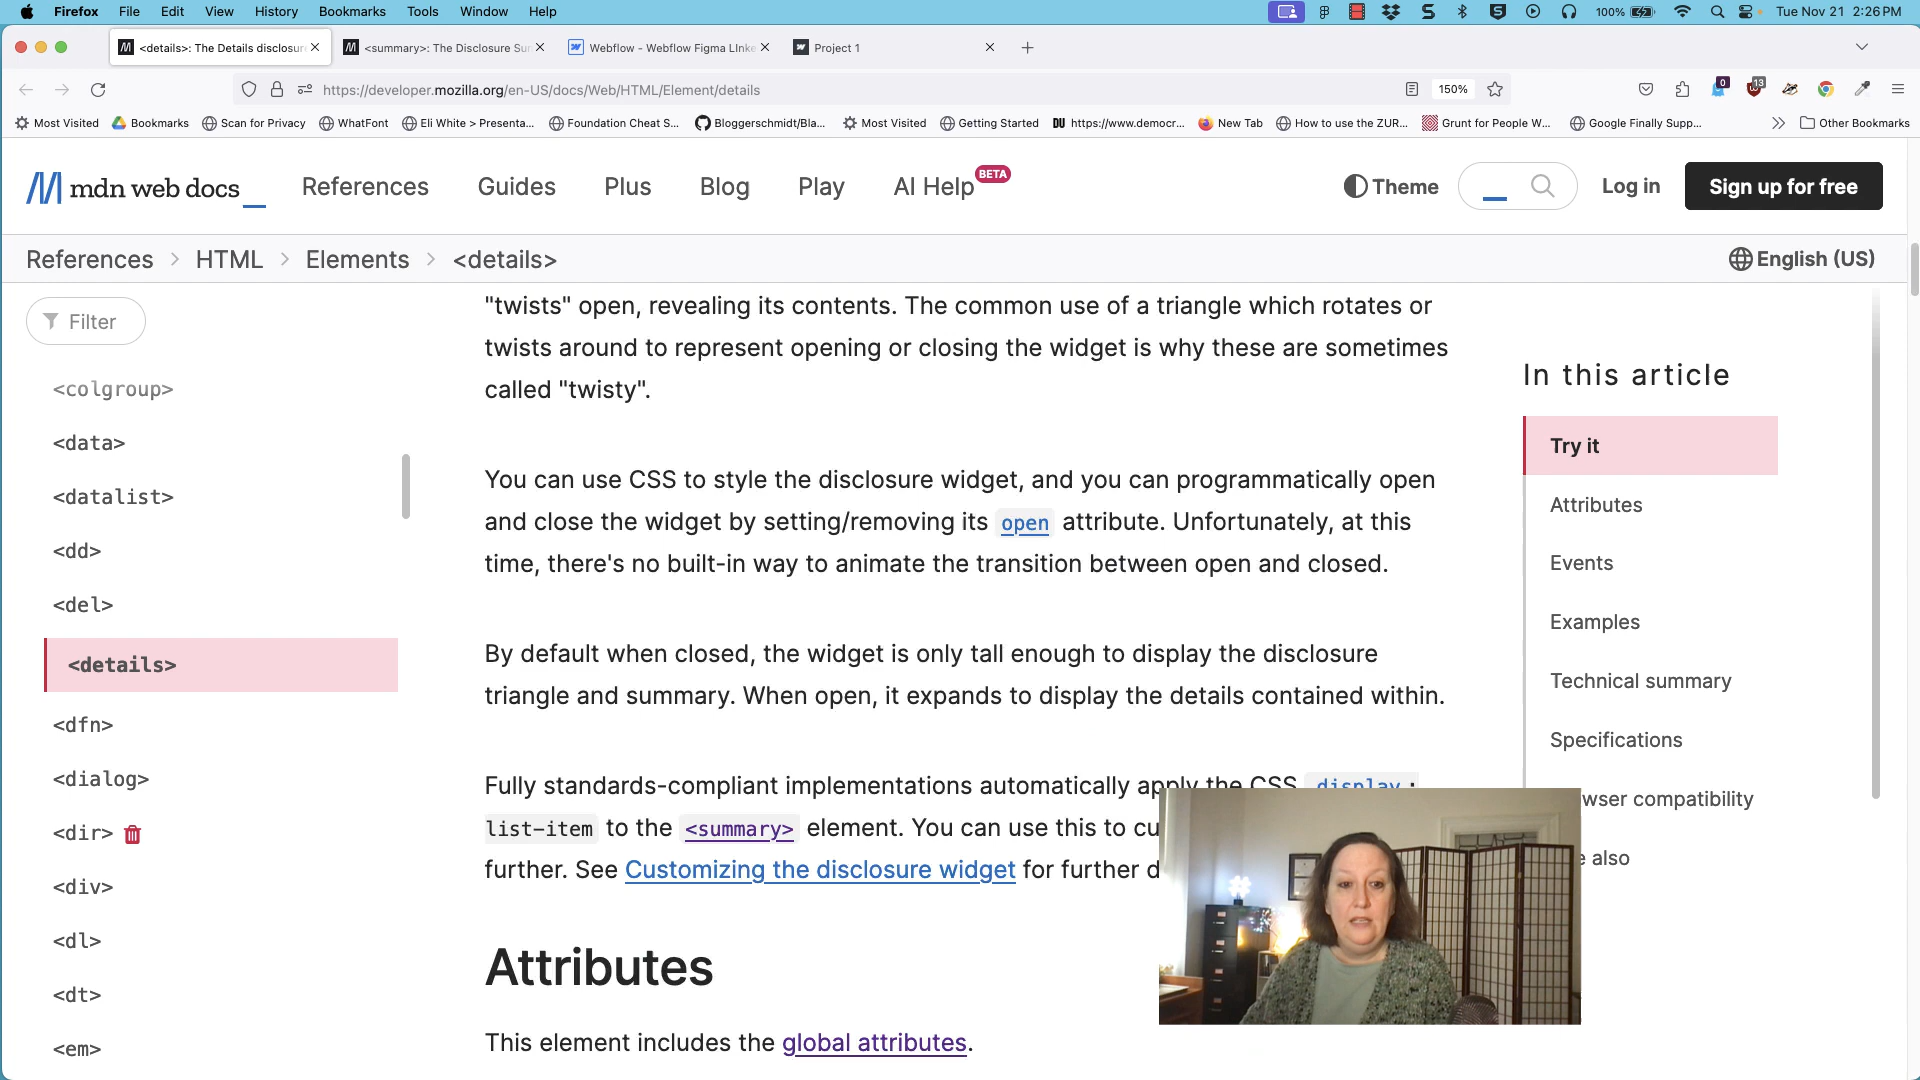 Firefox File Edit View History Bookmarks Tools Window Help 100% Tue Nov 21 2:26 PM
<details>: The Details disclosure <summary>: The Disclosure Su Webflow - Webflow Figma LInke Project 1
https://developer.mozilla.org/en-US/docs/Web/HTML/Element/details 150% 0 13
Most Visited Bookmarks Scan for Privacy WhatFont Eli White > Presenta... Foundation Cheat S... Bloggerschmidt/Bla... Most Visited Getting Started DU https://www.democr... New Tab How to use the ZUR... Grunt for People W... Google Finally Supp... Other Bookmarks
mdn web docs References Guides Plus Blog Play AI Help BETA Theme Log in Sign up for free
References > HTML > Elements > <details> English (US)
Filter
<colgroup>
<data>
<datalist>
<dd>
<del>
<details>
<dfn>
<dialog>
<dir>
<div>
<dl>
<dt>
<em>
"twists" open, revealing its contents. The common use of a triangle which rotates or
twists around to represent opening or closing the widget is why these are sometimes
called "twisty".
You can use CSS to style the disclosure widget, and you can programmatically open
and close the widget by setting/removing its open attribute. Unfortunately, at this
time, there's no built-in way to animate the transition between open and closed.
By default when closed, the widget is only tall enough to display the disclosure
triangle and summary. When open, it expands to display the details contained within.
Fully standards-compliant implementations automatically apply the CSS display:
list-item to the <summary> element. You can use this to cu
further. See Customizing the disclosure widget for further d
Attributes
This element includes the global attributes.
In this article
Try it
Attributes
Events
Examples
Technical summary
Specifications
wser compatibility
also